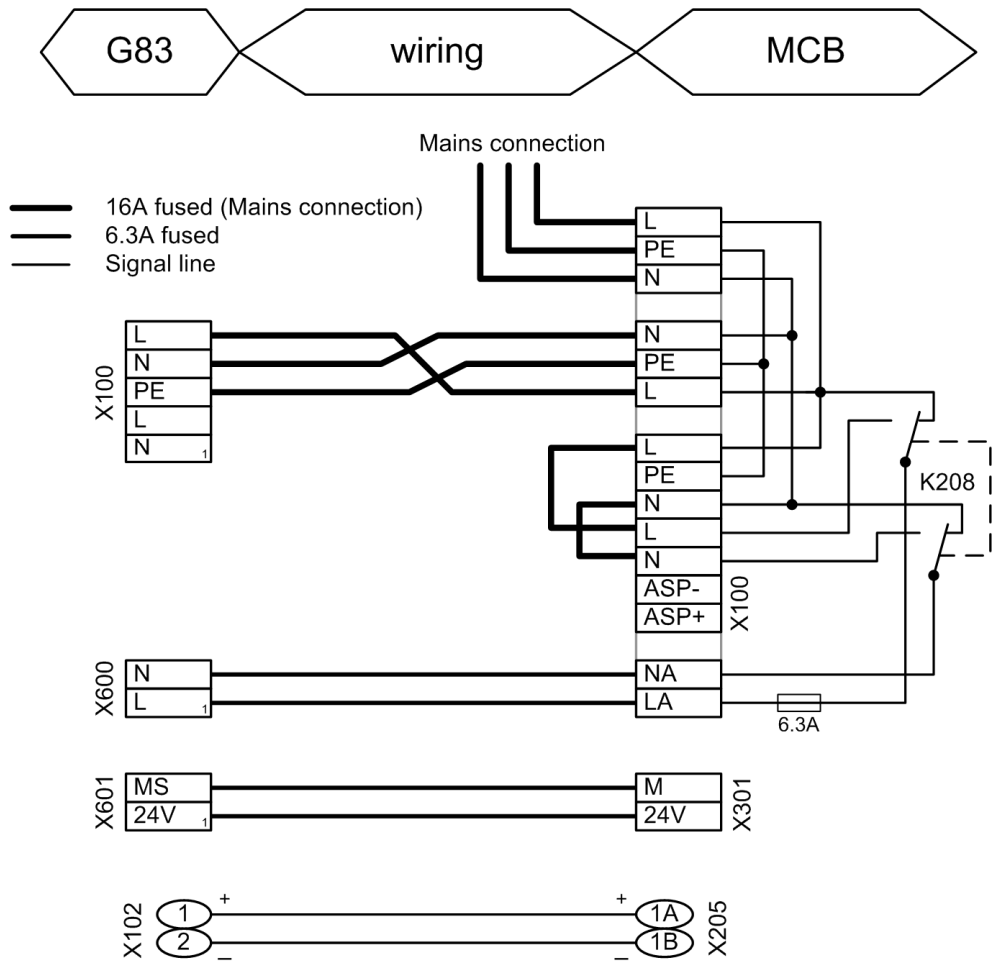 G83 wiring MCB
Mains connection
16A fused (Mains connection)
6.3A fused
Signal line
L
PE
N
X100
L
N
PE
L
N 1
N
PE
L
L
PE
N
L
N
ASP-
ASP+
X100
K208
X600
N
L 1
NA
LA
6.3A
X601
MS
24V 1
M
24V
X301
X102
1 +
2 –
+ 1A
– 1B
X205